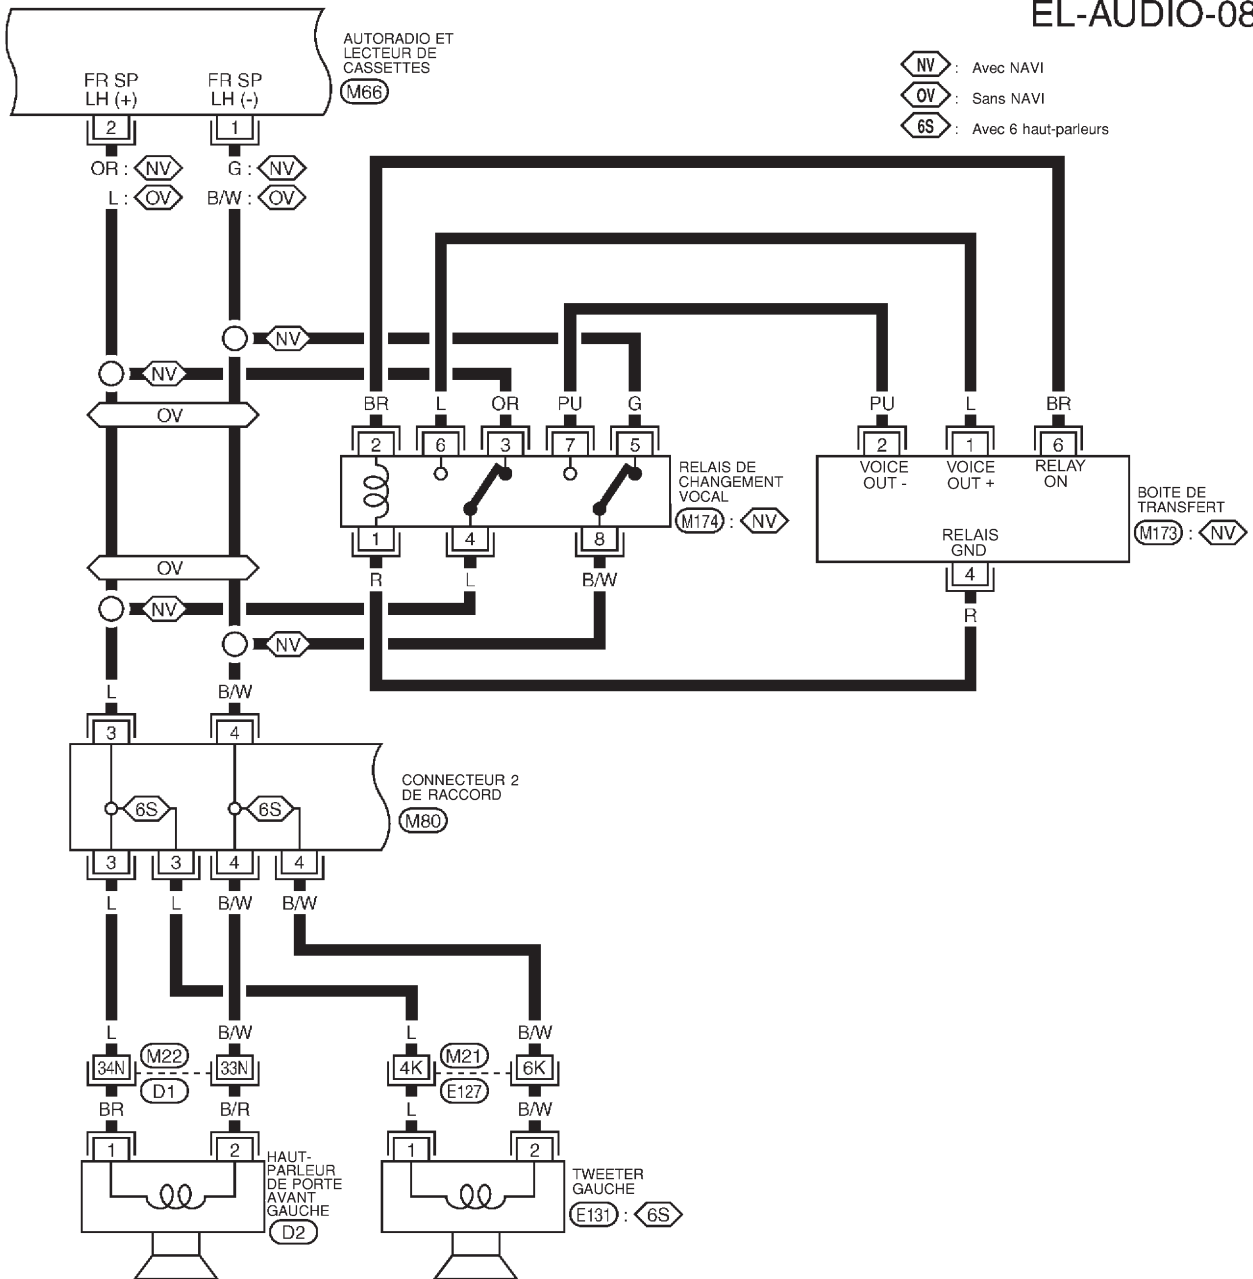 EL-AUDIO-08
AUTORADIO ET
LECTEUR DE
CASSETTES
M66
FR SP
LH (+)
FR SP
LH (-)
2
1
NV : Avec NAVI
OV : Sans NAVI
6S : Avec 6 haut-parleurs
OR : NV
G : NV
L : OV
B/W : OV
NV
NV
OV
BR L OR PU G
PU L BR
2 6 3 7 5
2 1 6
VOICE
OUT -
VOICE
OUT +
RELAY
ON
RELAIS DE
CHANGEMENT
VOCAL
M174 : NV
BOITE DE
TRANSFERT
M173 : NV
RELAIS
GND
1 4 8
4
R L B/W
R
OV
NV
NV
L B/W
3 4
CONNECTEUR 2
DE RACCORD
M80
6S 6S
3 3 4 4
L L B/W B/W
L B/W L B/W
34N M22 33N
D1
4K M21 6K
E127
BR B/R L B/W
1 2 1 2
HAUT-
PARLEUR
DE PORTE
AVANT
GAUCHE
D2
TWEETER
GAUCHE
E131 : 6S